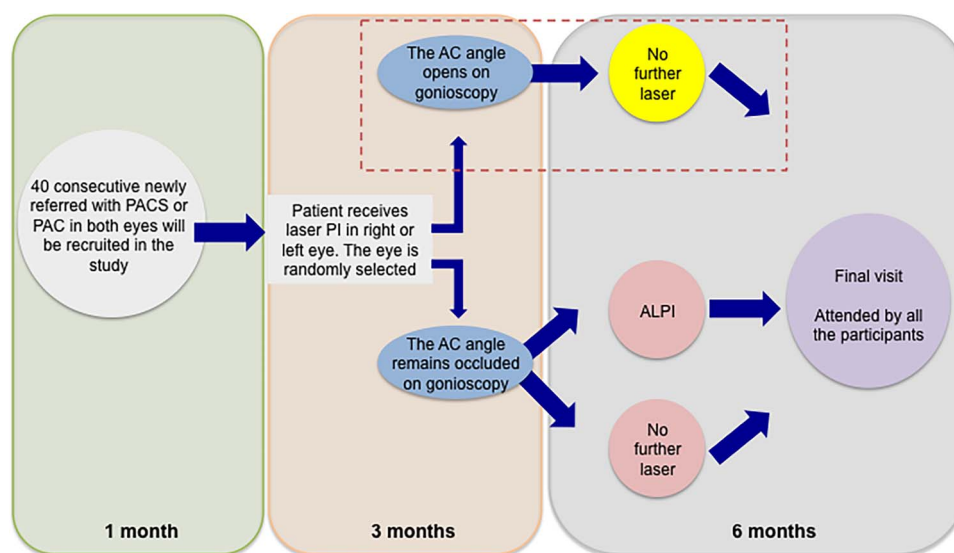 40 consecutive newly
referred with PACS or
PAC in both eyes will
be recruited in the
study
1 month
Patient receives
laser PI in right or
left eye. The eye is
randomly selected
The AC angle
opens on
gonioscopy
The AC angle
remains occluded
on gonioscopy
3 months
No
further
laser
ALPI
No
further
laser
Final visit
Attended by all
the participants
6 months